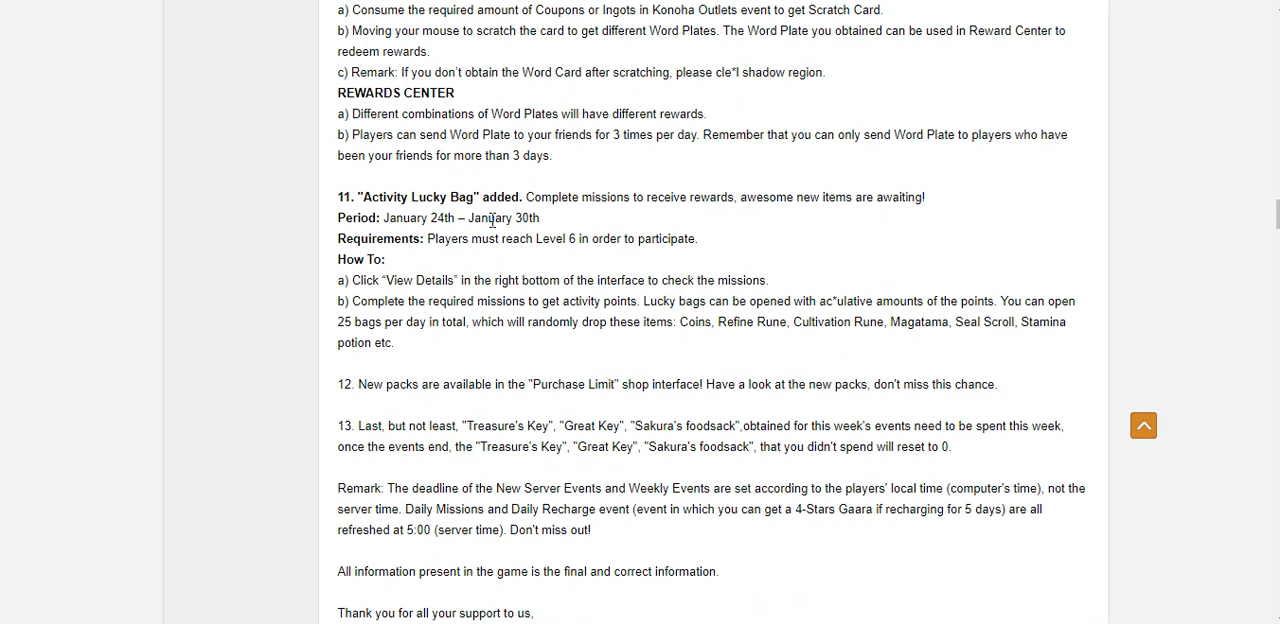 a) Consume the required amount of Coupons or Ingots in Konoha Outlets event to get Scratch Card.
b) Moving your mouse to scratch the card to get different Word Plates. The Word Plate you obtained can be used in Reward Center to
redeem rewards.
c) Remark: If you don't obtain the Word Card after scratching, please cle*l shadow region.
REWARDS CENTER
a) Different combinations of Word Plates will have different rewards.
b) Players can send Word Plate to your friends for 3 times per day. Remember that you can only send Word Plate to players who have
been your friends for more than 3 days.
11. "Activity Lucky Bag" added. Complete missions to receive rewards, awesome new items are awaiting!
Period: January 24th – January 30th
Requirements: Players must reach Level 6 in order to participate.
How To:
a) Click “View Details” in the right bottom of the interface to check the missions.
b) Complete the required missions to get activity points. Lucky bags can be opened with ac*ulative amounts of the points. You can open
25 bags per day in total, which will randomly drop these items: Coins, Refine Rune, Cultivation Rune, Magatama, Seal Scroll, Stamina
potion etc.
12. New packs are available in the "Purchase Limit" shop interface! Have a look at the new packs, don't miss this chance.
13. Last, but not least, "Treasure's Key", "Great Key", "Sakura's foodsack",obtained for this week's events need to be spent this week,
once the events end, the "Treasure's Key", "Great Key", "Sakura's foodsack", that you didn't spend will reset to 0.
Remark: The deadline of the New Server Events and Weekly Events are set according to the players' local time (computer's time), not the
server time. Daily Missions and Daily Recharge event (event in which you can get a 4-Stars Gaara if recharging for 5 days) are all
refreshed at 5:00 (server time). Don't miss out!
All information present in the game is the final and correct information.
Thank you for all your support to us,